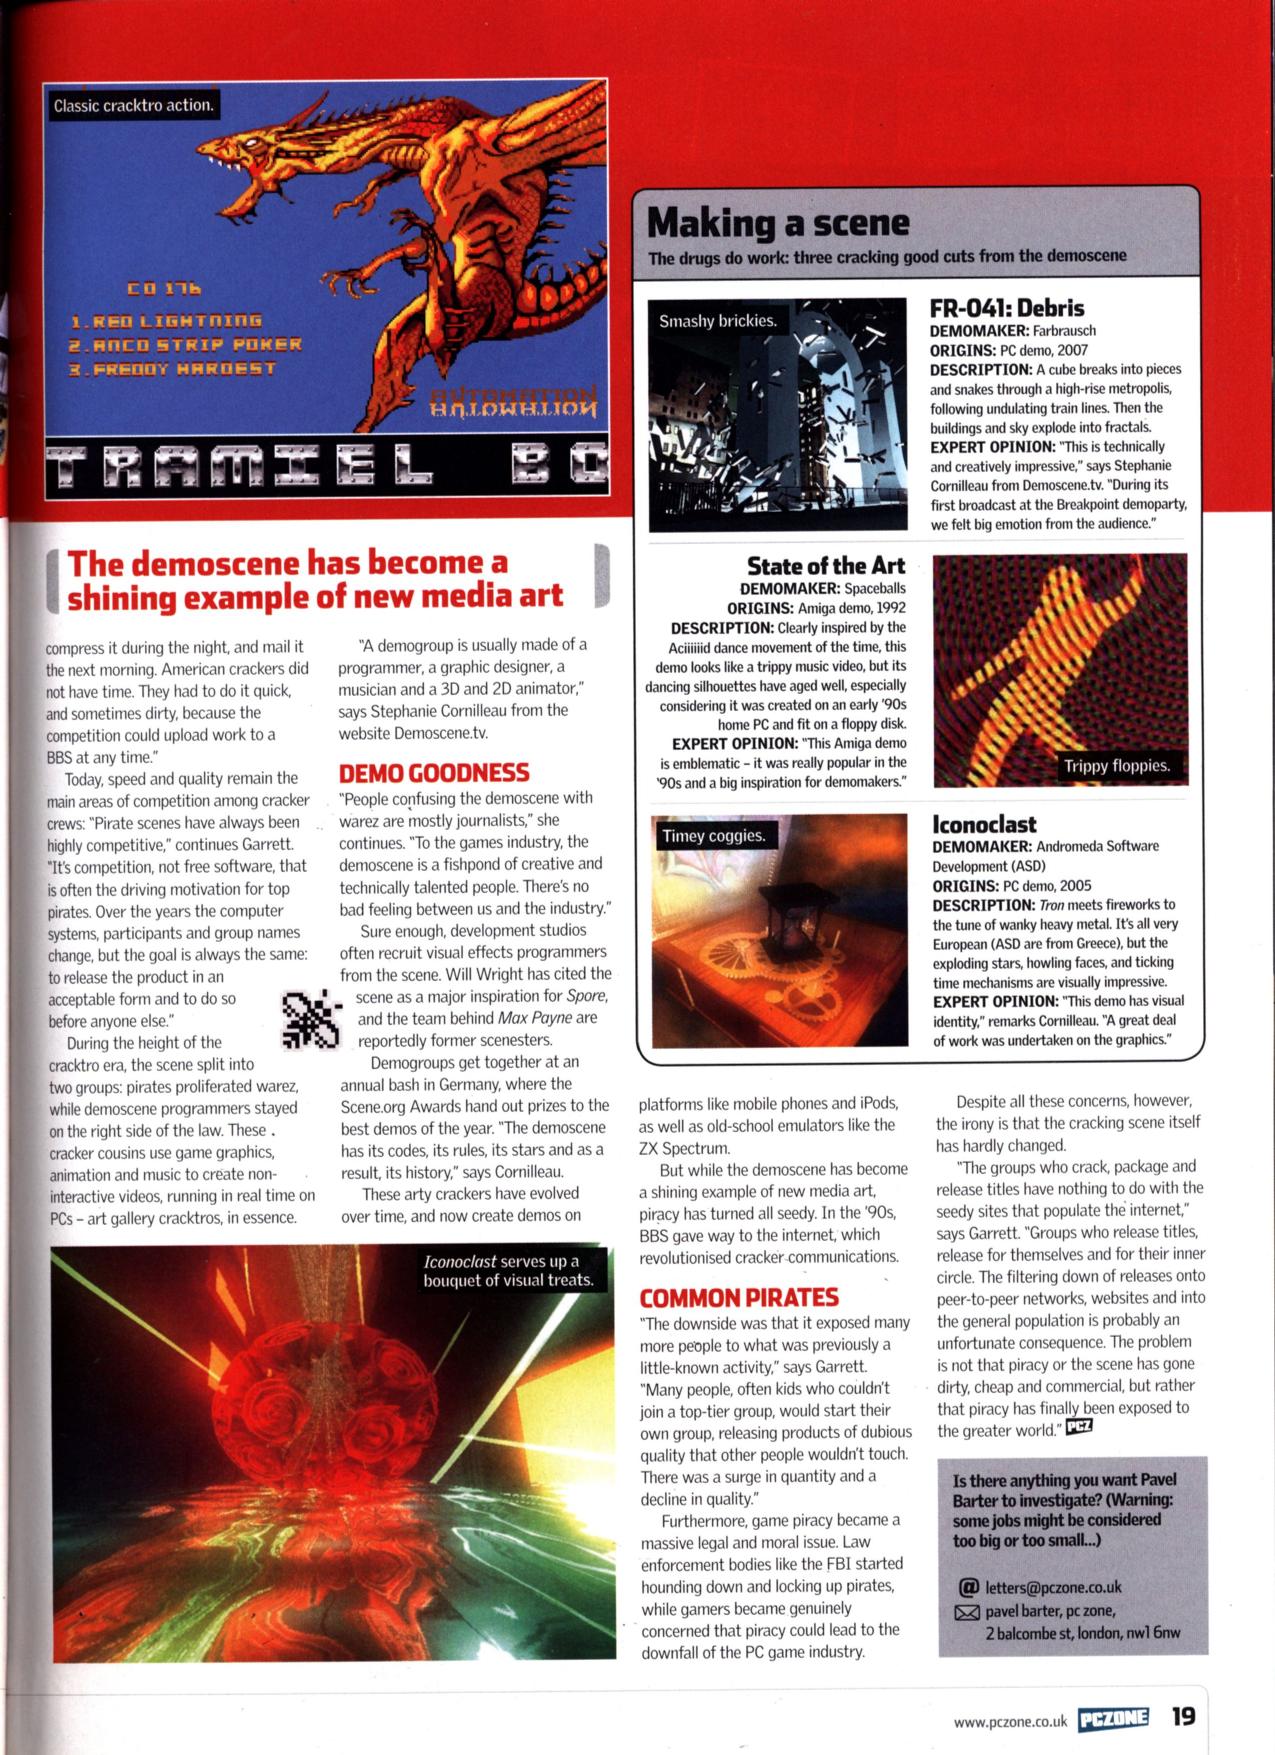 Classic cracktro action.
CD 176
1. RED LIGHTNING
2. ANCO STRIP POKER
3. FREDDY HARDEST
AUTOMATION
TRAMIEL BO
The demoscene has become a
shining example of new media art
compress it during the night, and mail it
the next morning. American crackers did
not have time. They had to do it quick,
and sometimes dirty, because the
competition could upload work to a
BBS at any time.”
Today, speed and quality remain the
main areas of competition among cracker
crews: “Pirate scenes have always been
highly competitive,” continues Garrett.
“It’s competition, not free software, that
is often the driving motivation for top
pirates. Over the years the computer
systems, participants and group names
change, but the goal is always the same:
to release the product in an
acceptable form and to do so
before anyone else.”
During the height of the
cracktro era, the scene split into
two groups: pirates proliferated warez,
while demoscene programmers stayed
on the right side of the law. These
cracker cousins use game graphics,
animation and music to create non-
interactive videos, running in real time on
PCs – art gallery cracktros, in essence.
“A demogroup is usually made of a
programmer, a graphic designer, a
musician and a 3D and 2D animator,”
says Stephanie Cornilleau from the
website Demoscene.tv.
DEMO GOODNESS
“People confusing the demoscene with
warez are mostly journalists,” she
continues. “To the games industry, the
demoscene is a fishpond of creative and
technically talented people. There’s no
bad feeling between us and the industry.”
Sure enough, development studios
often recruit visual effects programmers
from the scene. Will Wright has cited the
scene as a major inspiration for Spore,
and the team behind Max Payne are
reportedly former scenesters.
Demogroups get together at an
annual bash in Germany, where the
Scene.org Awards hand out prizes to the
best demos of the year. “The demoscene
has its codes, its rules, its stars and as a
result, its history,” says Cornilleau.
These arty crackers have evolved
over time, and now create demos on
Iconoclast serves up a
bouquet of visual treats.
Making a scene
The drugs do work: three cracking good cuts from the demoscene
Smashy brickies.
FR-041: Debris
DEMOMAKER: Farbrausch
ORIGINS: PC demo, 2007
DESCRIPTION: A cube breaks into pieces
and snakes through a high-rise metropolis,
following undulating train lines. Then the
buildings and sky explode into fractals.
EXPERT OPINION: “This is technically
and creatively impressive,” says Stephanie
Cornilleau from Demoscene.tv. “During its
first broadcast at the Breakpoint demoparty,
we felt big emotion from the audience.”
State of the Art
DEMOMAKER: Spaceballs
ORIGINS: Amiga demo, 1992
DESCRIPTION: Clearly inspired by the
Aciiiiiid dance movement of the time, this
demo looks like a trippy music video, but its
dancing silhouettes have aged well, especially
considering it was created on an early ’90s
home PC and fit on a floppy disk.
EXPERT OPINION: “This Amiga demo
is emblematic – it was really popular in the
’90s and a big inspiration for demomakers.”
Trippy floppies.
Timey coggies.
Iconoclast
DEMOMAKER: Andromeda Software
Development (ASD)
ORIGINS: PC demo, 2005
DESCRIPTION: Tron meets fireworks to
the tune of wanky heavy metal. It’s all very
European (ASD are from Greece), but the
exploding stars, howling faces, and ticking
time mechanisms are visually impressive.
EXPERT OPINION: “This demo has visual
identity,” remarks Cornilleau. “A great deal
of work was undertaken on the graphics.”
platforms like mobile phones and iPods,
as well as old-school emulators like the
ZX Spectrum.
But while the demoscene has become
a shining example of new media art,
piracy has turned all seedy. In the ’90s,
BBS gave way to the internet, which
revolutionised cracker communications.
COMMON PIRATES
“The downside was that it exposed many
more people to what was previously a
little-known activity,” says Garrett.
“Many people, often kids who couldn’t
join a top-tier group, would start their
own group, releasing products of dubious
quality that other people wouldn’t touch.
There was a surge in quantity and a
decline in quality.”
Furthermore, game piracy became a
massive legal and moral issue. Law
enforcement bodies like the FBI started
hounding down and locking up pirates,
while gamers became genuinely
concerned that piracy could lead to the
downfall of the PC game industry.
Despite all these concerns, however,
the irony is that the cracking scene itself
has hardly changed.
“The groups who crack, package and
release titles have nothing to do with the
seedy sites that populate the internet,”
says Garrett. “Groups who release titles,
release for themselves and for their inner
circle. The filtering down of releases onto
peer-to-peer networks, websites and into
the general population is probably an
unfortunate consequence. The problem
is not that piracy or the scene has gone
dirty, cheap and commercial, but rather
that piracy has finally been exposed to
the greater world.” PCZ
Is there anything you want Pavel
Barter to investigate? (Warning:
some jobs might be considered
too big or too small...)
@ letters@pczone.co.uk
pavel barter, pc zone,
2 balcombe st, london, nw1 6nw
www.pczone.co.uk PCZONE 19